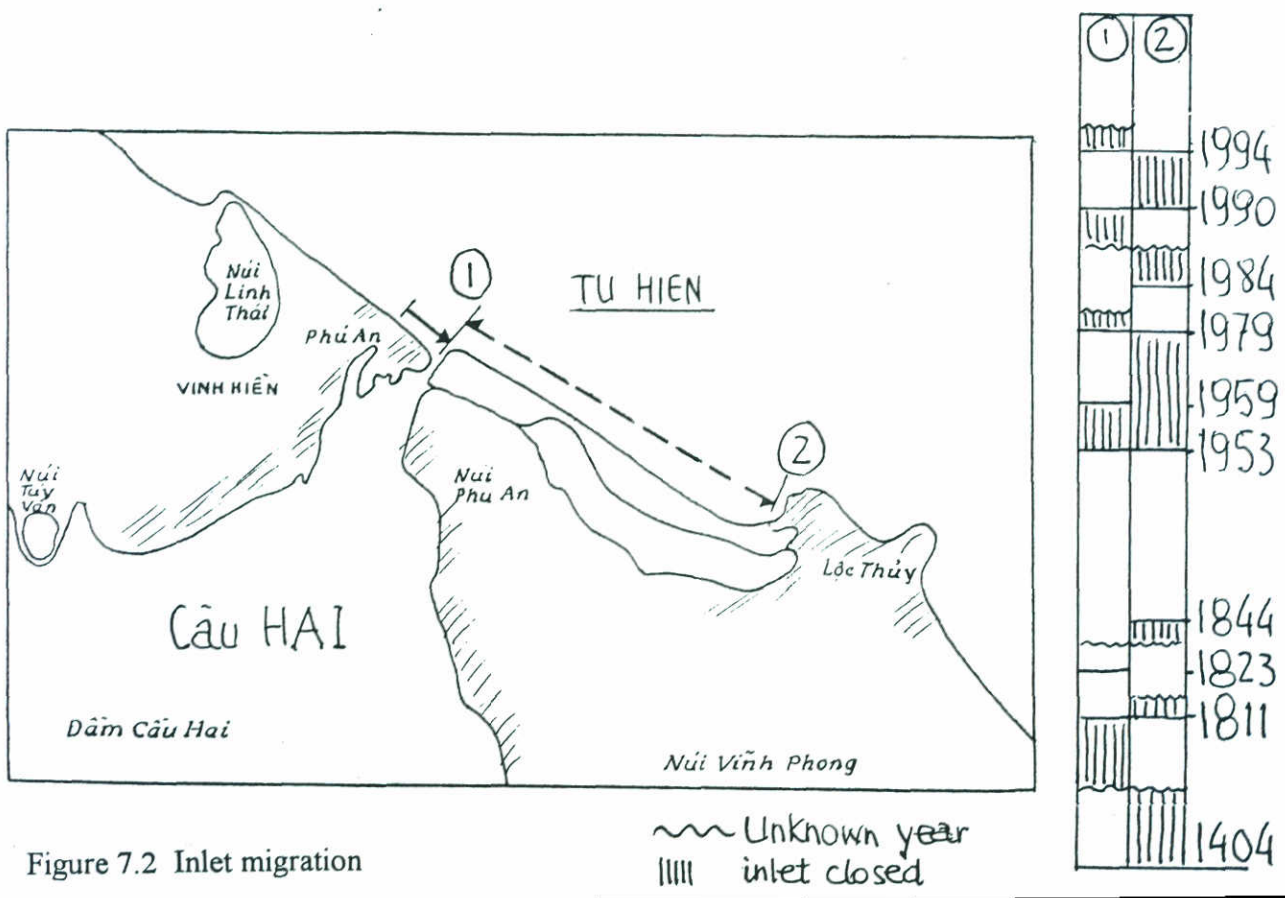 1
2
1994
1990
1984
1979
1959
1953
1844
1823
1811
1404
TU HIEN
1
Núi
Linh
Thái
Phú An
VINH HIỀN
2
Núi
Túy
Vân
Nui
Phu An
Lộc Thủy
Cầu HAI
Đầm Cầu Hai
Núi Vĩnh Phong
Unknown year
inlet closed
Figure 7.2 Inlet migration